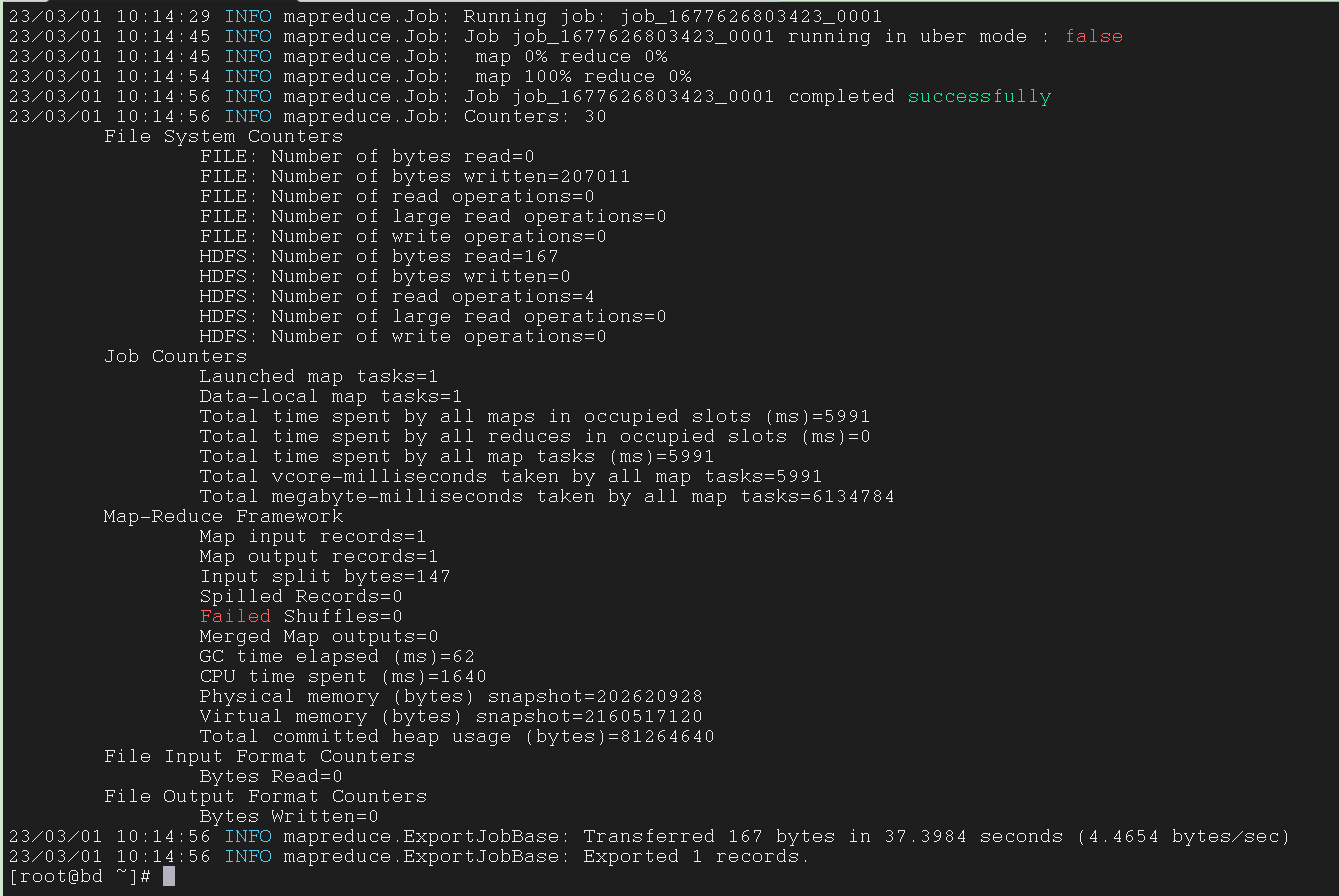 23/03/01 10:14:29 INFO mapreduce.Job: Running job: job_1677626803423_0001
23/03/01 10:14:45 INFO mapreduce.Job: Job job_1677626803423_0001 running in uber mode : false
23/03/01 10:14:45 INFO mapreduce.Job:  map 0% reduce 0%
23/03/01 10:14:54 INFO mapreduce.Job:  map 100% reduce 0%
23/03/01 10:14:56 INFO mapreduce.Job: Job job_1677626803423_0001 completed successfully
23/03/01 10:14:56 INFO mapreduce.Job: Counters: 30
File System Counters
FILE: Number of bytes read=0
FILE: Number of bytes written=207011
FILE: Number of read operations=0
FILE: Number of large read operations=0
FILE: Number of write operations=0
HDFS: Number of bytes read=167
HDFS: Number of bytes written=0
HDFS: Number of read operations=4
HDFS: Number of large read operations=0
HDFS: Number of write operations=0
Job Counters
Launched map tasks=1
Data-local map tasks=1
Total time spent by all maps in occupied slots (ms)=5991
Total time spent by all reduces in occupied slots (ms)=0
Total time spent by all map tasks (ms)=5991
Total vcore-milliseconds taken by all map tasks=5991
Total megabyte-milliseconds taken by all map tasks=6134784
Map-Reduce Framework
Map input records=1
Map output records=1
Input split bytes=147
Spilled Records=0
Failed Shuffles=0
Merged Map outputs=0
GC time elapsed (ms)=62
CPU time spent (ms)=1640
Physical memory (bytes) snapshot=202620928
Virtual memory (bytes) snapshot=2160517120
Total committed heap usage (bytes)=81264640
File Input Format Counters
Bytes Read=0
File Output Format Counters
Bytes Written=0
23/03/01 10:14:56 INFO mapreduce.ExportJobBase: Transferred 167 bytes in 37.3984 seconds (4.4654 bytes/sec)
23/03/01 10:14:56 INFO mapreduce.ExportJobBase: Exported 1 records.
[root@bd ~]#